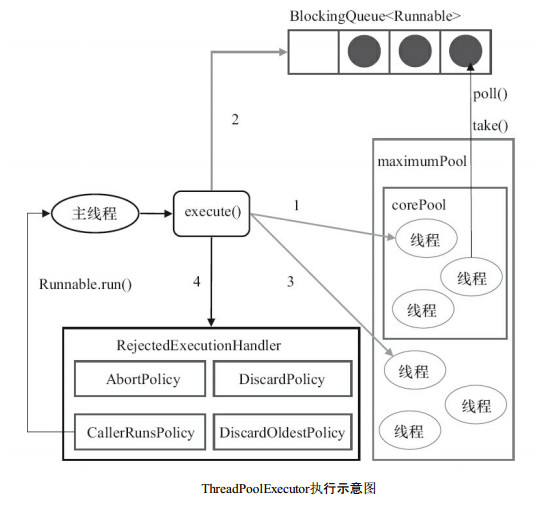 BlockingQueue<Runnable>
poll()
2
take()
maximumPool
corePool
1
线程
主线程
execute()
线程
Runnable.run()
4
3
线程
RejectedExecutionHandler
AbortPolicy
DiscardPolicy
线程
线程
CallerRunsPolicy
DiscardOldestPolicy
线程
ThreadPoolExecutor执行示意图